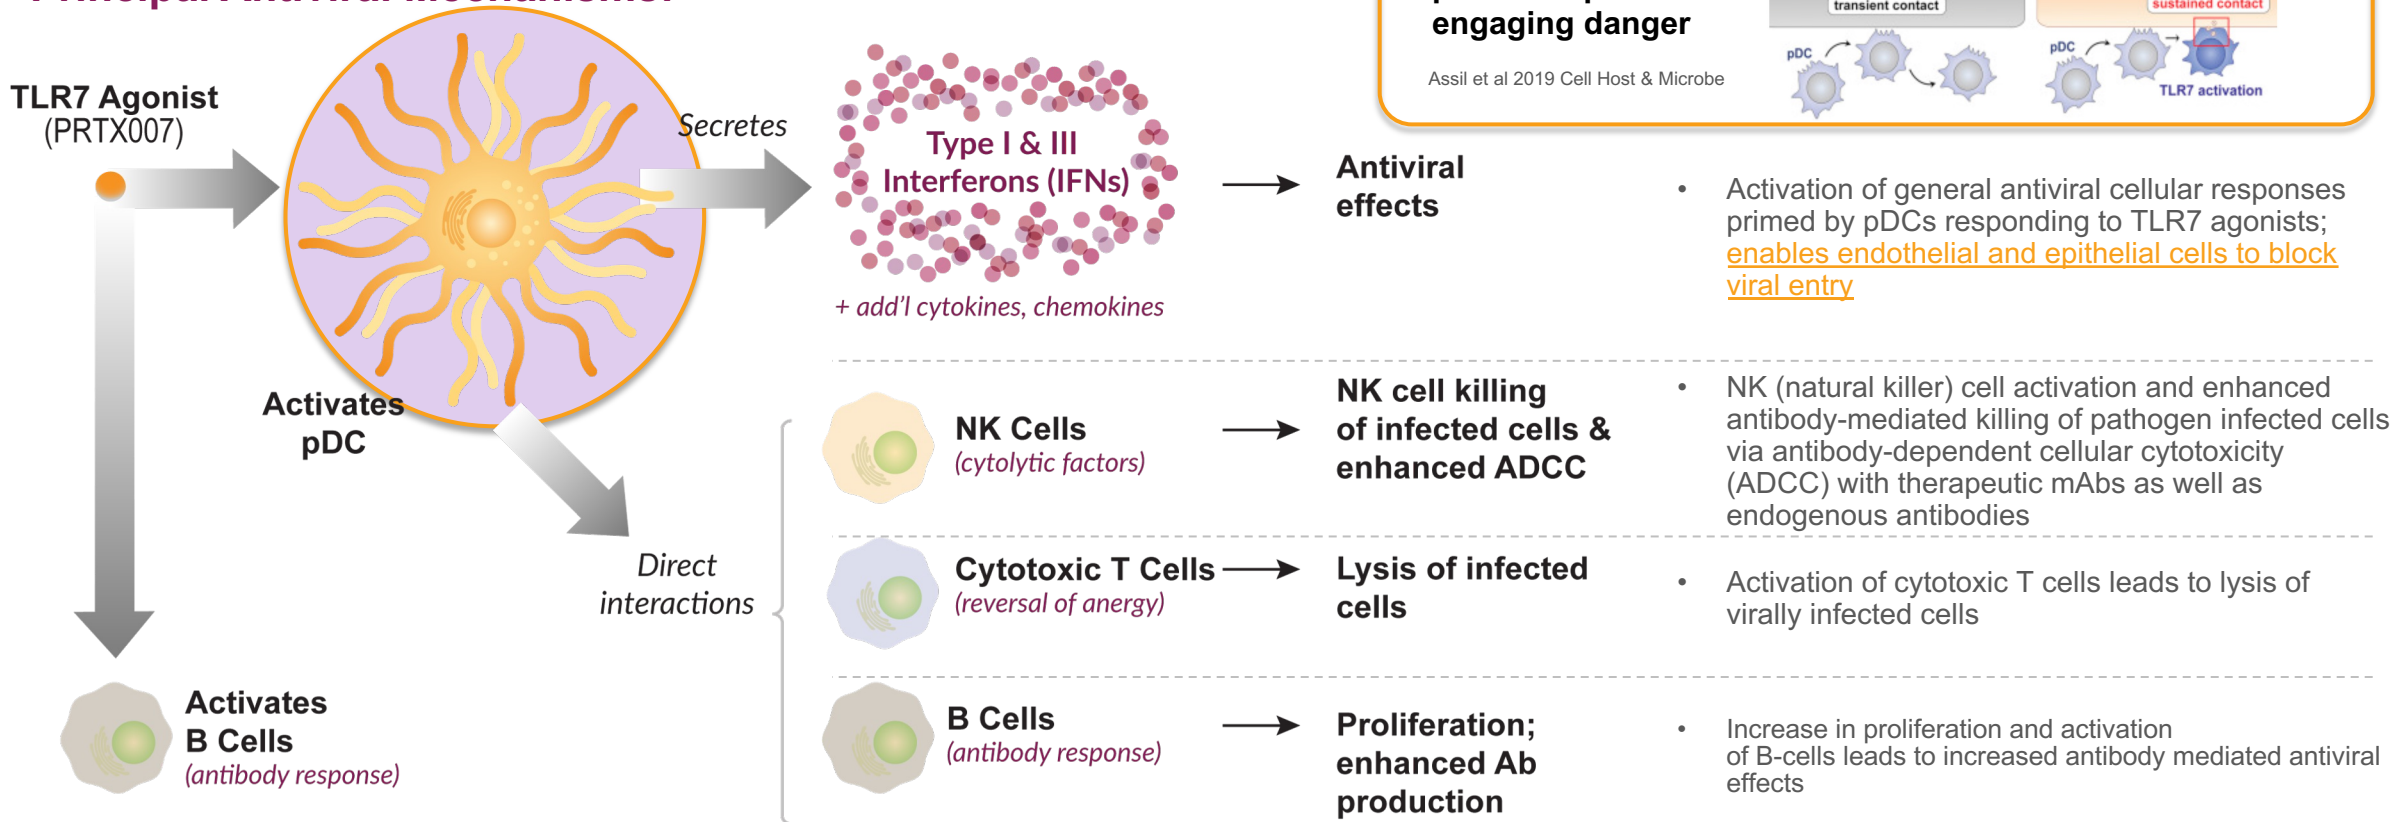 Principal Antiviral Mechanisms:
engaging danger
Assil et al 2019 Cell Host & Microbe
transient contact
sustained contact
pDC
pDC
TLR7 activation
TLR7 Agonist
(PRTX007)
Secretes
Type I & III
Interferons (IFNs)
+ add’l cytokines, chemokines
Antiviral
effects
• Activation of general antiviral cellular responses
primed by pDCs responding to TLR7 agonists;
enables endothelial and epithelial cells to block
viral entry
Activates
pDC
Direct
interactions
NK Cells
(cytolytic factors)
NK cell killing
of infected cells &
enhanced ADCC
• NK (natural killer) cell activation and enhanced
antibody-mediated killing of pathogen infected cells
via antibody-dependent cellular cytotoxicity
(ADCC) with therapeutic mAbs as well as
endogenous antibodies
Cytotoxic T Cells
(reversal of anergy)
Lysis of infected
cells
• Activation of cytotoxic T cells leads to lysis of
virally infected cells
Activates
B Cells
(antibody response)
B Cells
(antibody response)
Proliferation;
enhanced Ab
production
• Increase in proliferation and activation
of B-cells leads to increased antibody mediated antiviral
effects